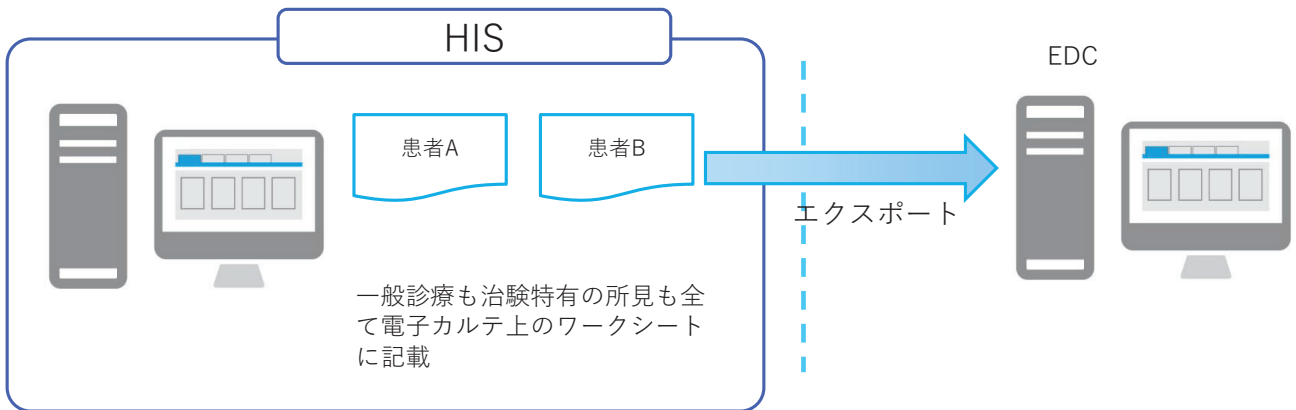 HIS
EDC
患者A
患者B
エクスポート
一般診療も治験特有の所見も全
て電子カルテ上のワークシート
に記載